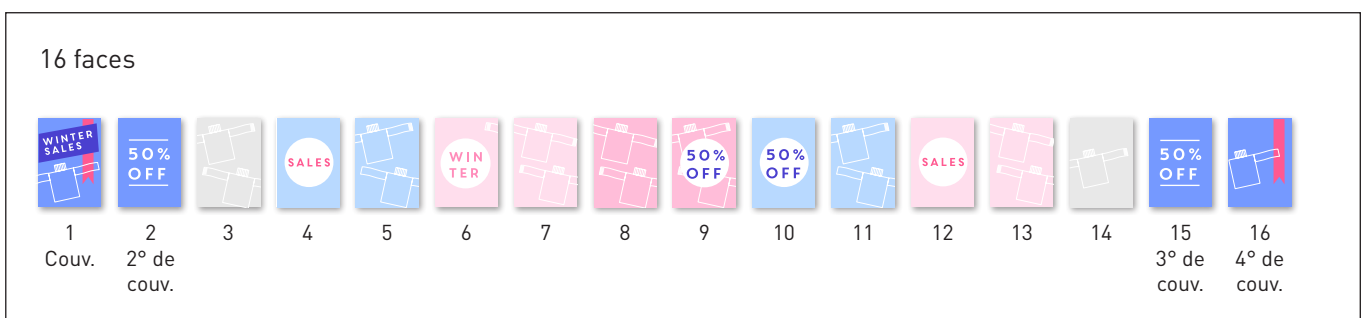 16 faces
WINTER
SALES
50%
OFF
SALES
WIN
TER
50%
OFF
50%
OFF
SALES
50%
OFF
1
Couv.
2
2° de
couv.
3
4
5
6
7
8
9
10
11
12
13
14
15
3° de
couv.
16
4° de
couv.